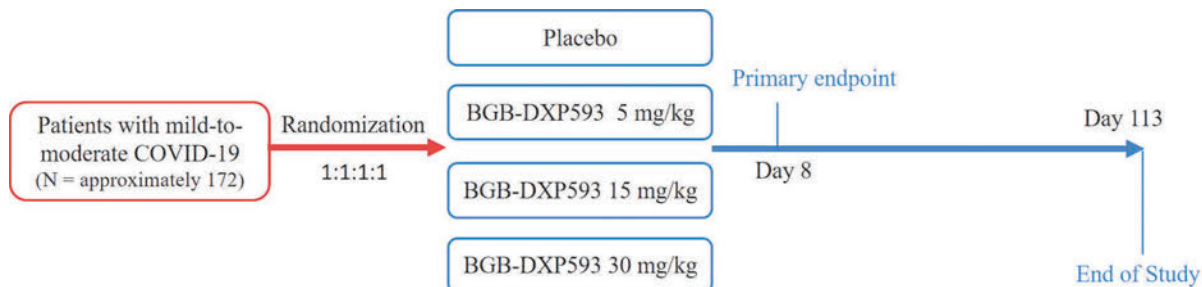 Patients with mild-to-
moderate COVID-19
(N = approximately 172)
Randomization
1:1:1:1
Placebo
BGB-DXP593 5 mg/kg
BGB-DXP593 15 mg/kg
BGB-DXP593 30 mg/kg
Primary endpoint
Day 8
Day 113
End of Study